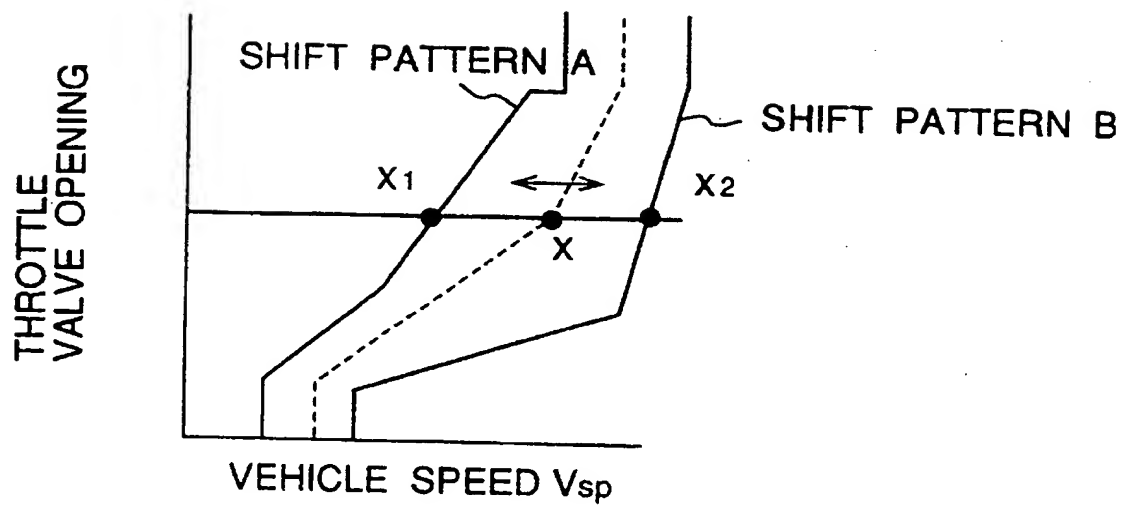 SHIFT PATTERN A
SHIFT PATTERN B
X1
X2
X
THROTTLE
VALVE OPENING
VEHICLE SPEED Vsp